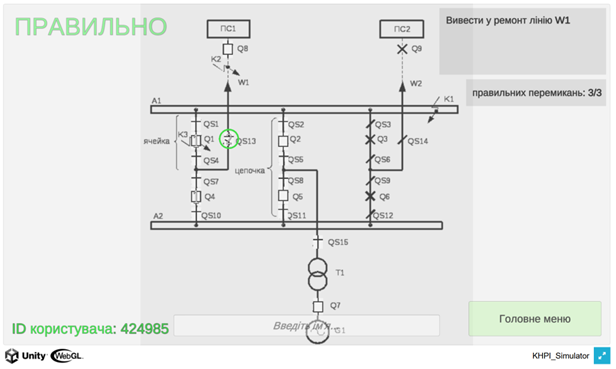 ПРАВИЛЬНО
ПС1
ПС2
Вивести у ремонт лінію W1
Q8
Q9
K2
W1
W2
правильних перемикань: 3/3
A1
K1
QS1
QS2
QS3
ячейка
K3
Q1
QS13
Q2
Q3
QS14
QS4
QS5
QS6
цепочка
QS7
QS8
QS9
Q4
Q5
Q6
QS10
QS11
QS12
A2
QS15
T1
Q7
Головне меню
ID користувача: 424985
Введіть ім'я...
G1
Unity WebGL
KHPI_Simulator